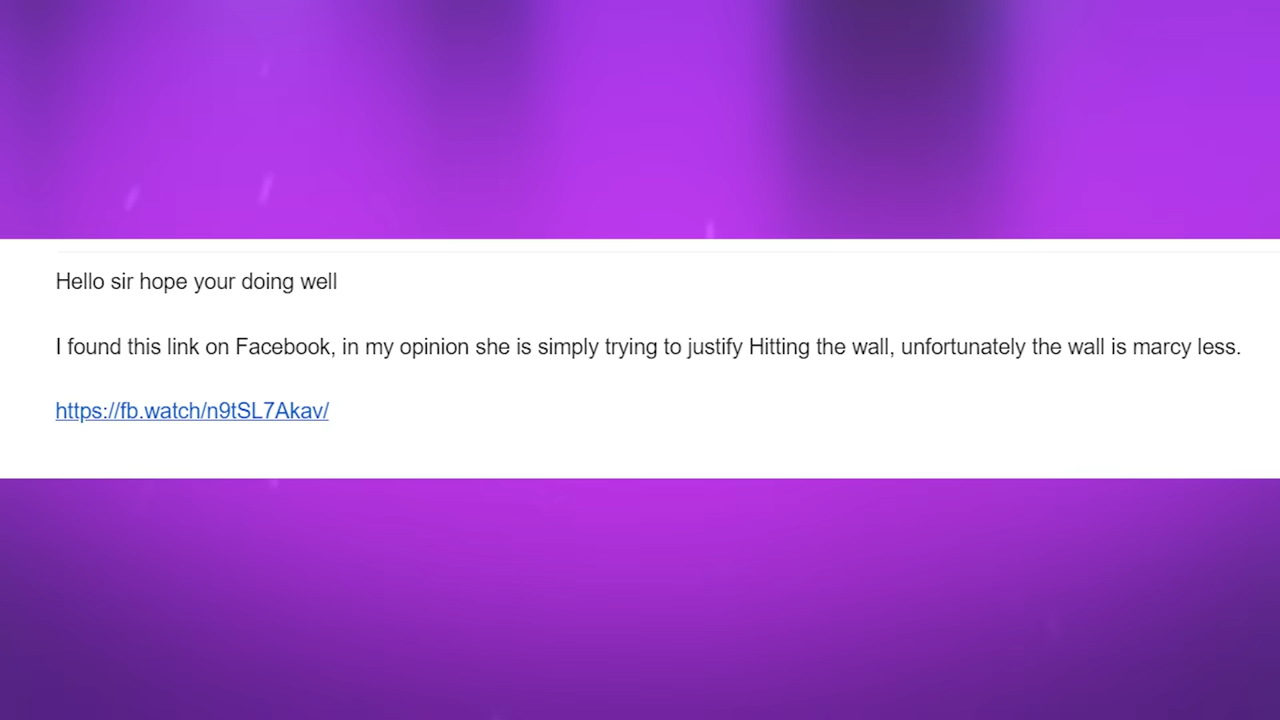 Hello sir hope your doing well
I found this link on Facebook, in my opinion she is simply trying to justify Hitting the wall, unfortunately the wall is marcy less.
https://fb.watch/n9tSL7Akav/